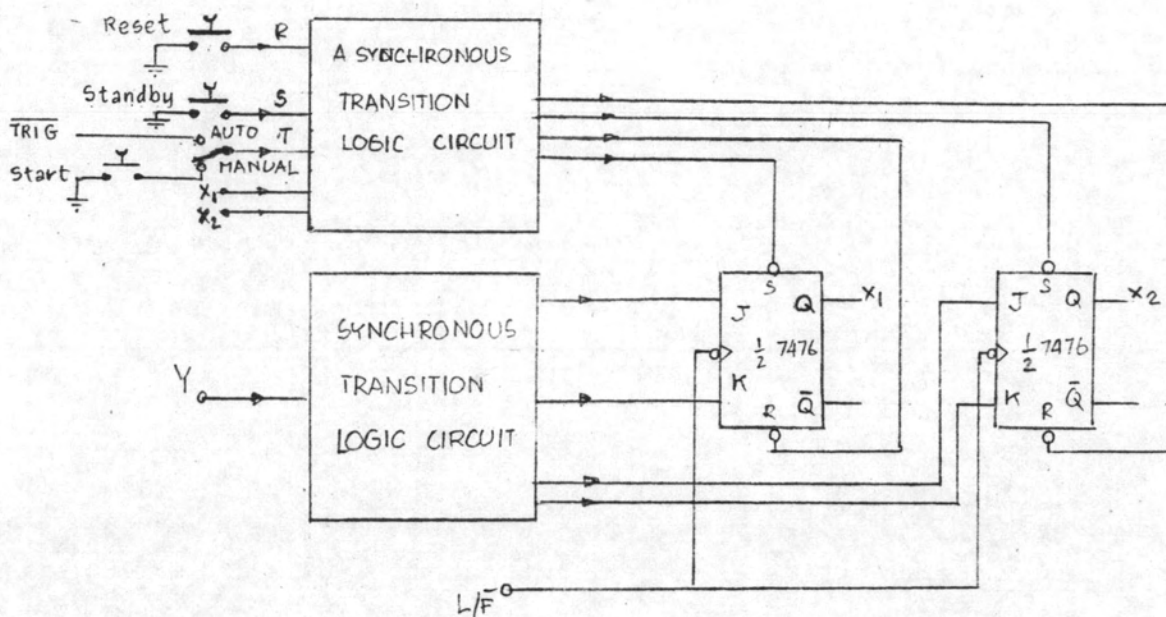 Reset
R
A SYNCHRONOUS
TRANSITION
LOGIC CIRCUIT
Standby
S
T̅R̅I̅G̅
AUTO
T
MANUAL
Start
X₁
X₂
SYNCHRONOUS
TRANSITION
LOGIC CIRCUIT
Y
S
J
Q
X₁
½ 7476
K
R
Q̅
S
J
Q
X₂
½ 7476
K
R
Q̅
L/F̅